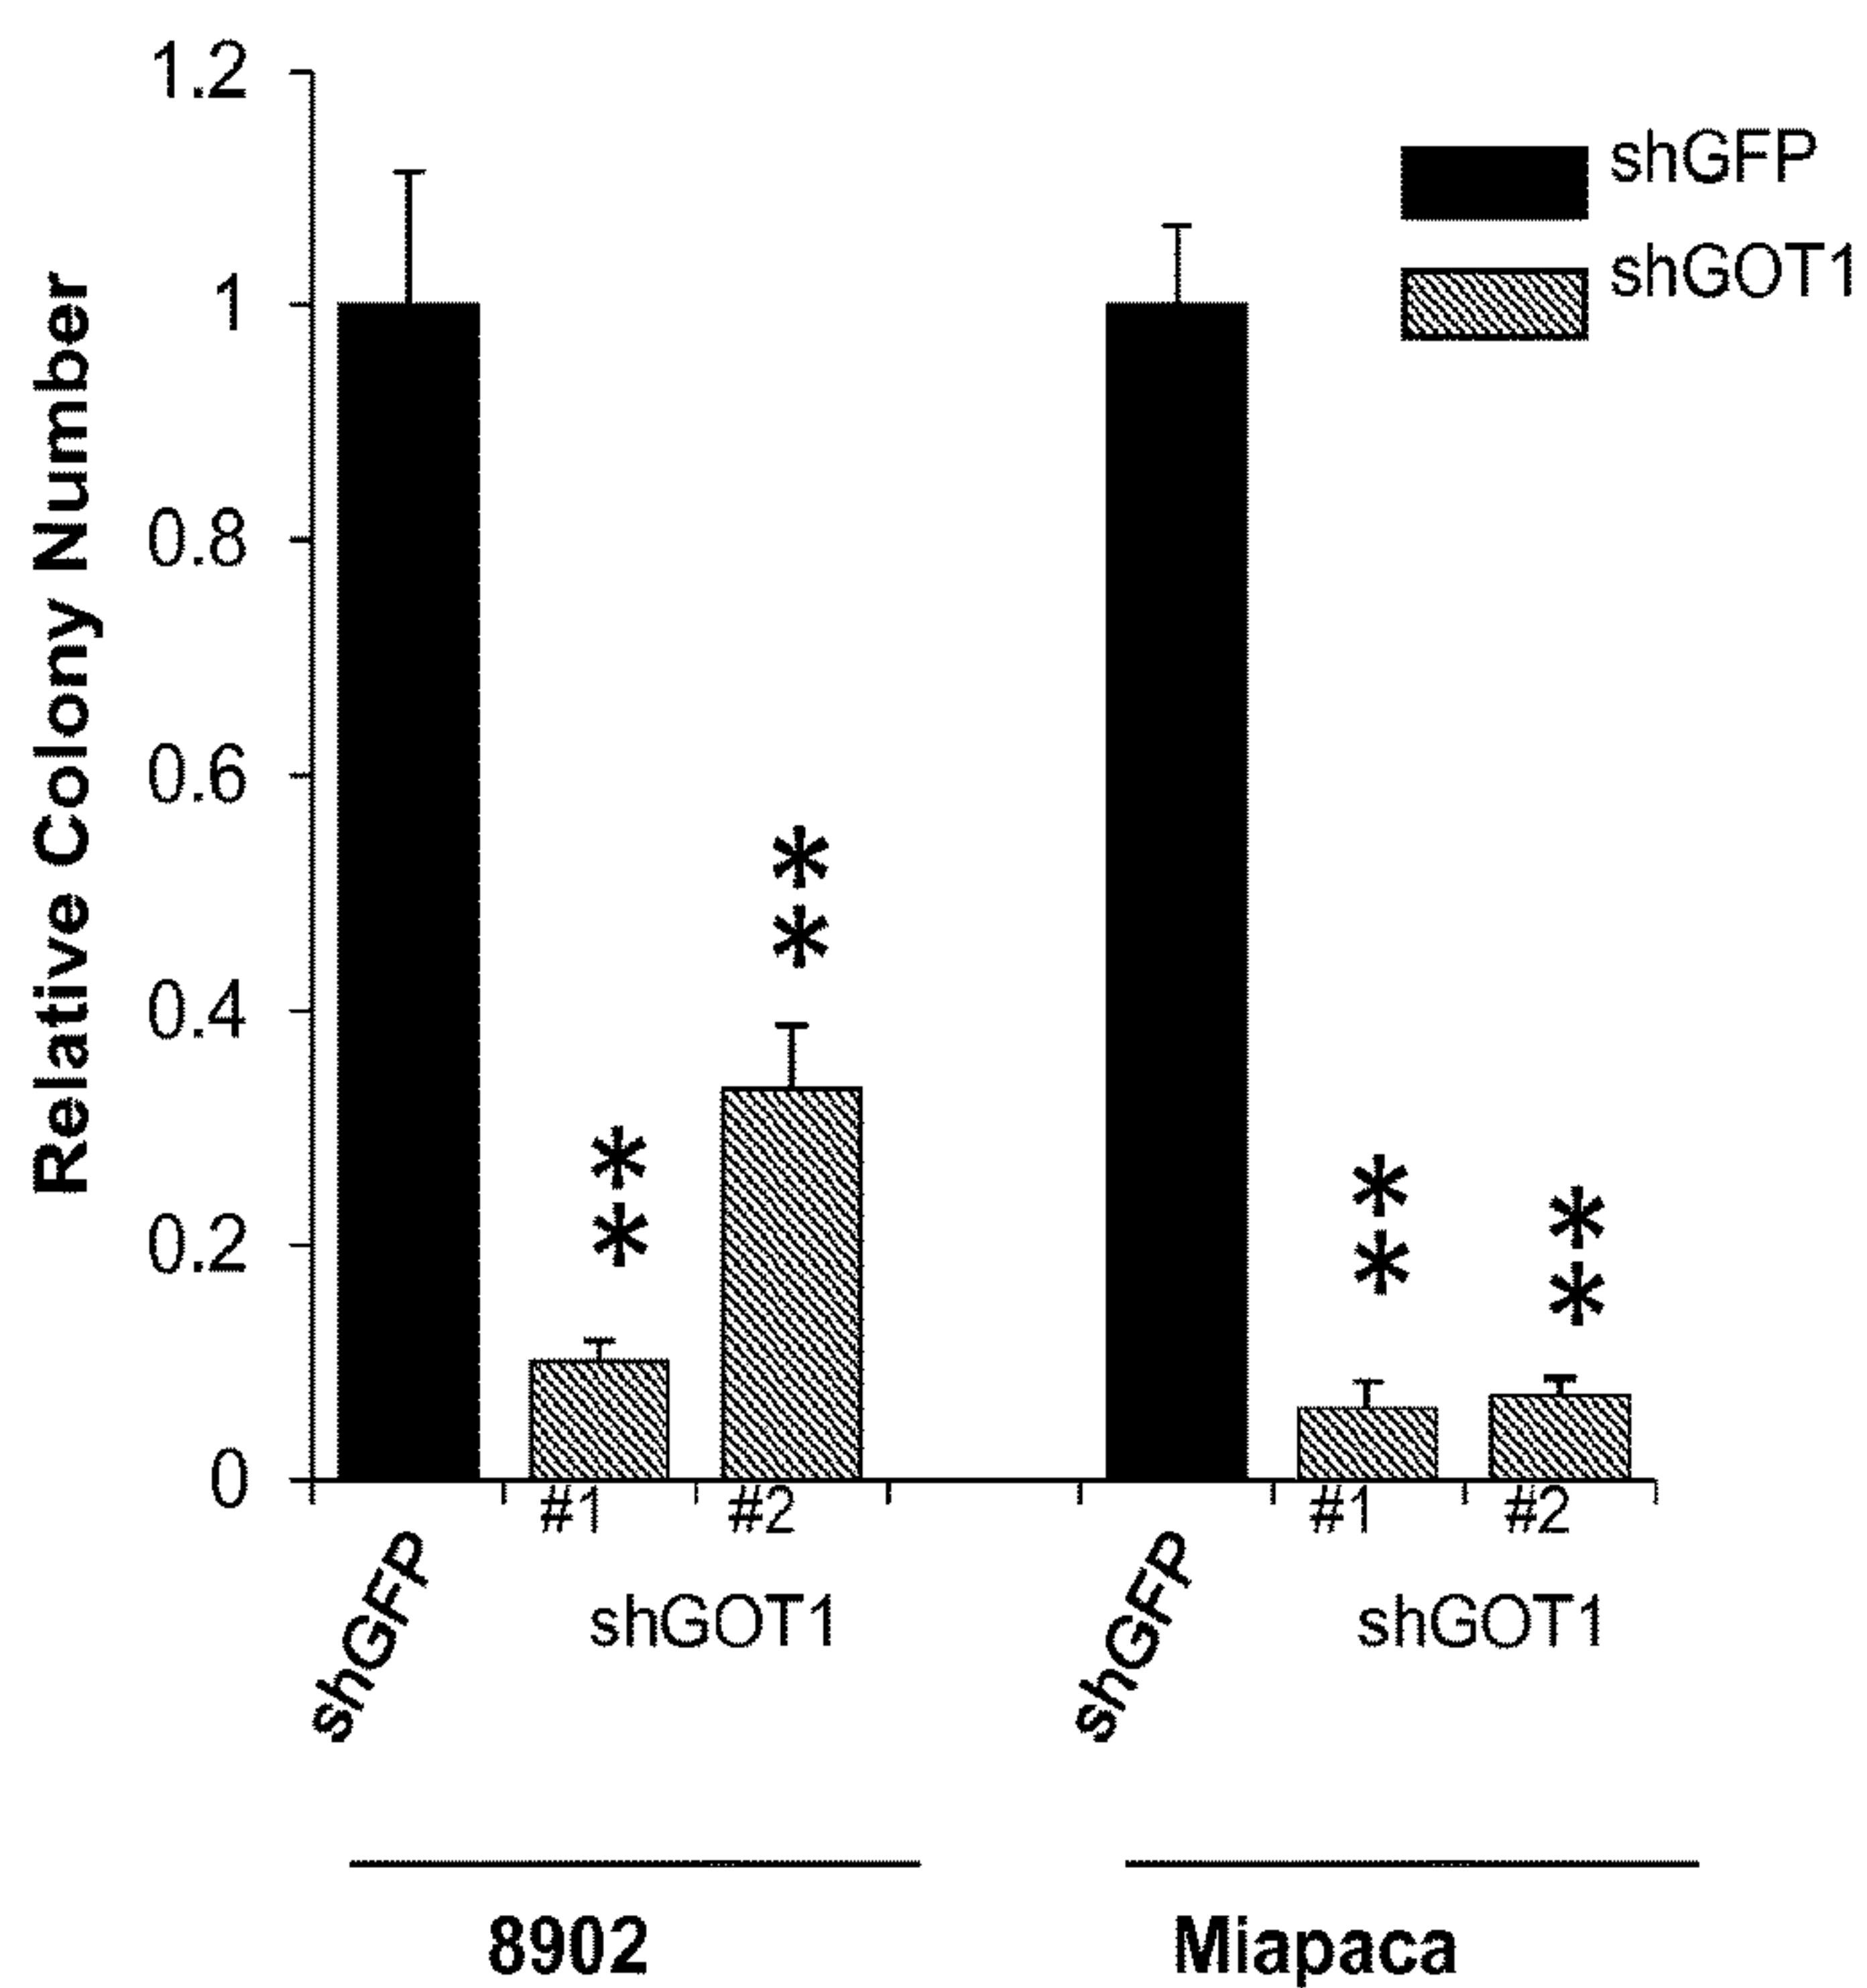 Relative Colony Number
1.2
1
0.8
0.6
0.4
0.2
0
shGFP
shGOT1
*
*
*
*
*
*
*
*
shGFP
#1
#2
shGOT1
shGFP
#1
#2
shGOT1
8902
Miapaca